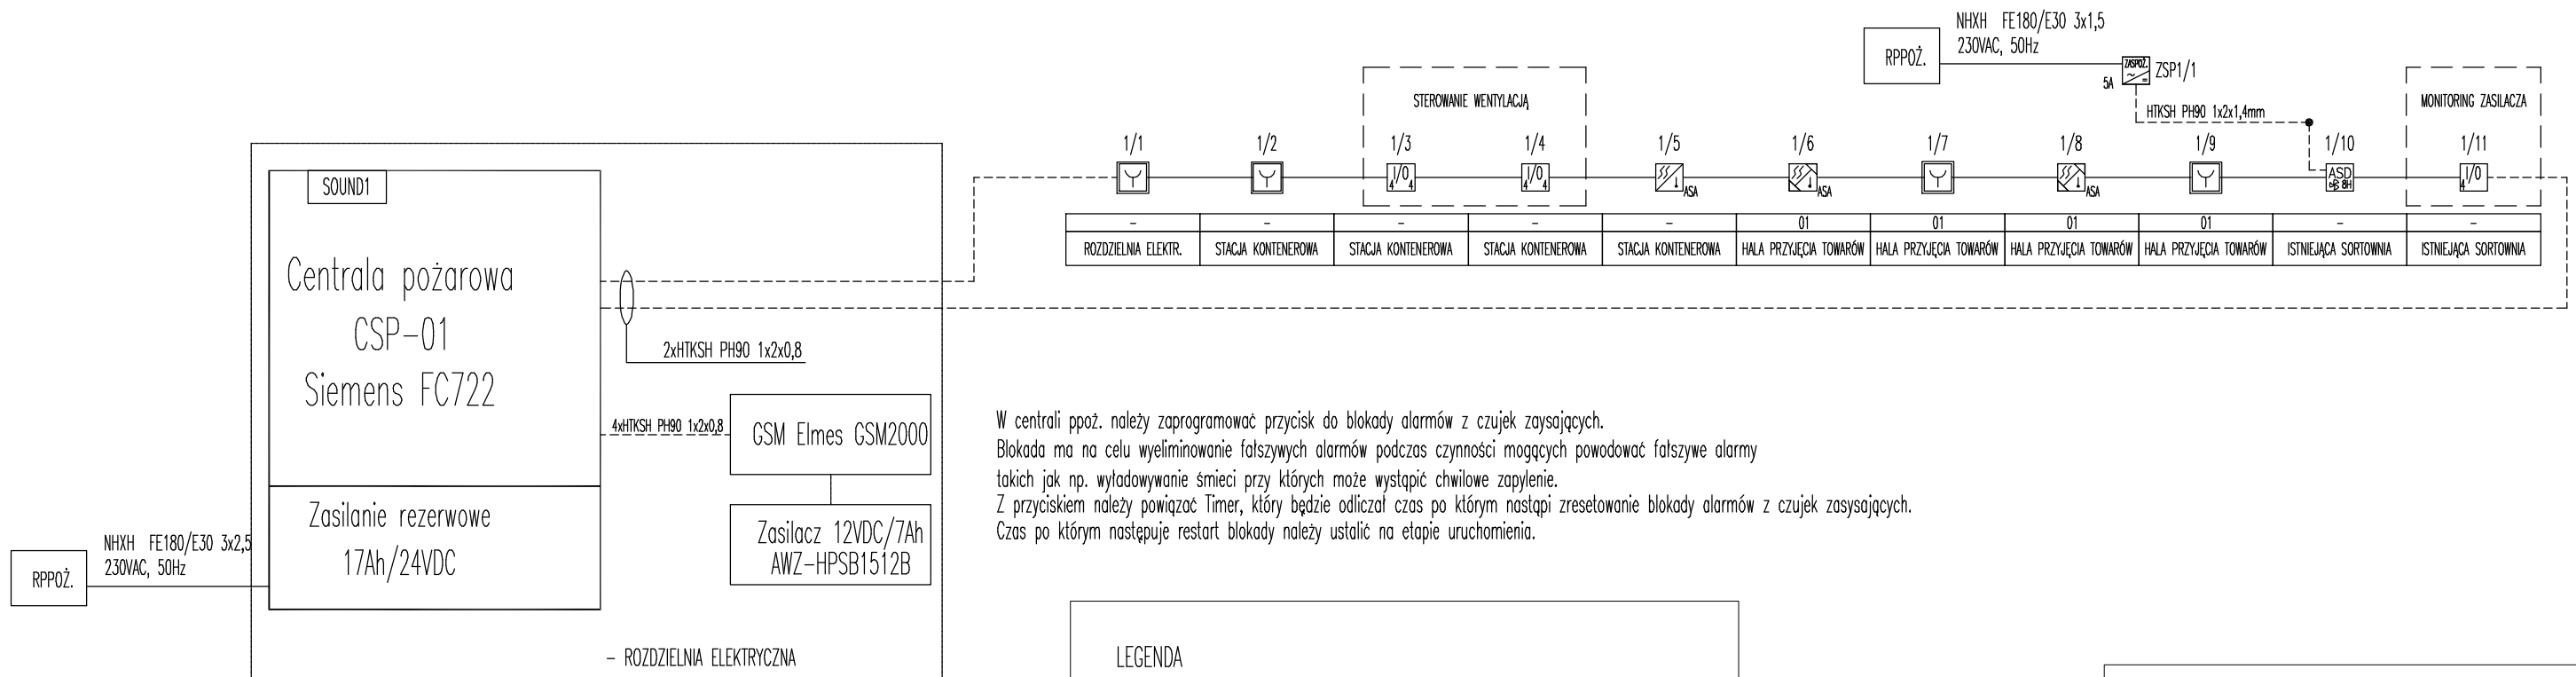 RPPOŻ.
NHXH FE180/E30 3x1,5
230VAC, 50Hz
ZASPOŻ.
5A
ZSP1/1
HTKSH PH90 1x2x1,4mm
STEROWANIE WENTYLACJĄ
MONITORING ZASILACZA
1/1 1/2 1/3 1/4 1/5 1/6 1/7 1/8 1/9 1/10 1/11
I/O 4 4
I/O 4 4
ASA
ASA
ASA
ASD
8H
I/O 4
- - - - - 01 01 01 01 - -
ROZDZIELNIA ELEKTR. STACJA KONTENEROWA STACJA KONTENEROWA STACJA KONTENEROWA STACJA KONTENEROWA HALA PRZYJĘCIA TOWARÓW HALA PRZYJĘCIA TOWARÓW HALA PRZYJĘCIA TOWARÓW HALA PRZYJĘCIA TOWARÓW ISTNIEJĄCA SORTOWNIA ISTNIEJĄCA SORTOWNIA
SOUND1
Centrala pożarowa
CSP-01
Siemens FC722
2xHTKSH PH90 1x2x0,8
4xHTKSH PH90 1x2x0,8
GSM Elmes GSM2000
Zasilacz 12VDC/7Ah
AWZ-HPSB1512B
Zasilanie rezerwowe
17Ah/24VDC
RPPOŻ.
NHXH FE180/E30 3x2,5
230VAC, 50Hz
- ROZDZIELNIA ELEKTRYCZNA
W centrali ppoż. należy zaprogramować przycisk do blokady alarmów z czujek zaysających.
Blokada ma na celu wyeliminowanie fałszywych alarmów podczas czynności mogących powodować fałszywe alarmy
takich jak np. wyładowywanie śmieci przy których może wystąpić chwilowe zapylenie.
Z przyciskiem należy powiązać Timer, który będzie odliczał czas po którym nastąpi zresetowanie blokady alarmów z czujek zasysających.
Czas po którym następuje restart blokady należy ustalić na etapie uruchomienia.
LEGENDA